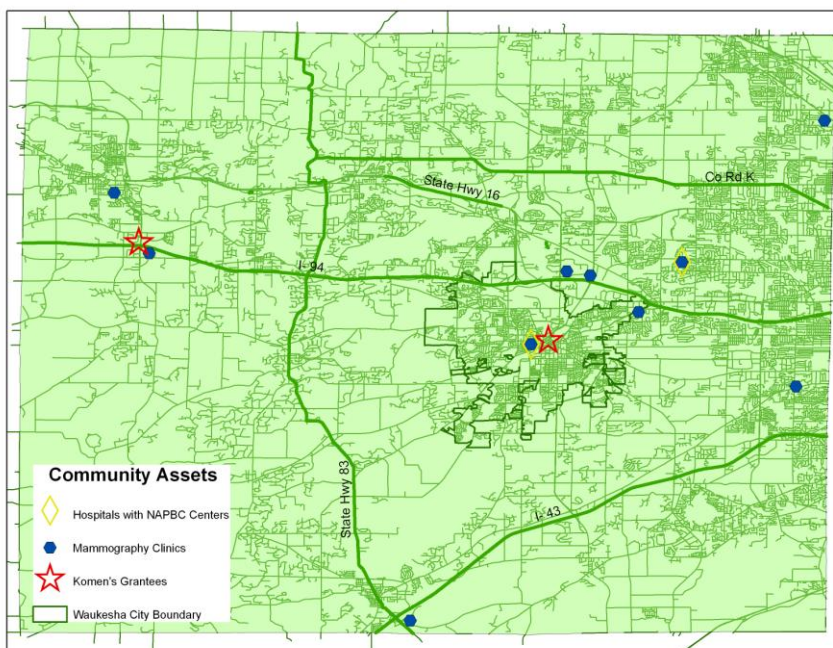 Co Rd K
State Hwy 16
I- 94
State Hwy 83
I- 43
Community Assets
Hospitals with NAPBC Centers
Mammography Clinics
Komen's Grantees
Waukesha City Boundary